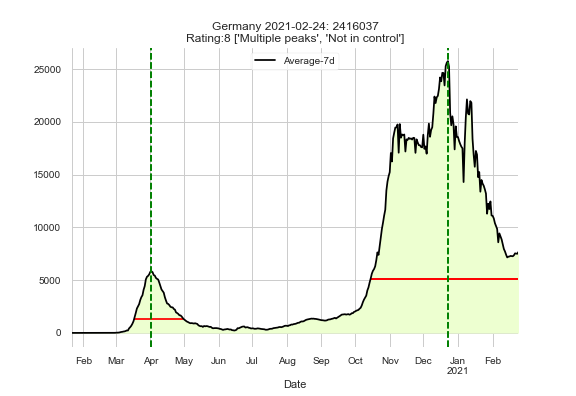 Germany 2021-02-24: 2416037
Rating:8 ['Multiple peaks', 'Not in control']
Average-7d
25000
20000
15000
10000
5000
0
Feb Mar Apr May Jun Jul Aug Sep Oct Nov Dec Jan Feb
2021
Date